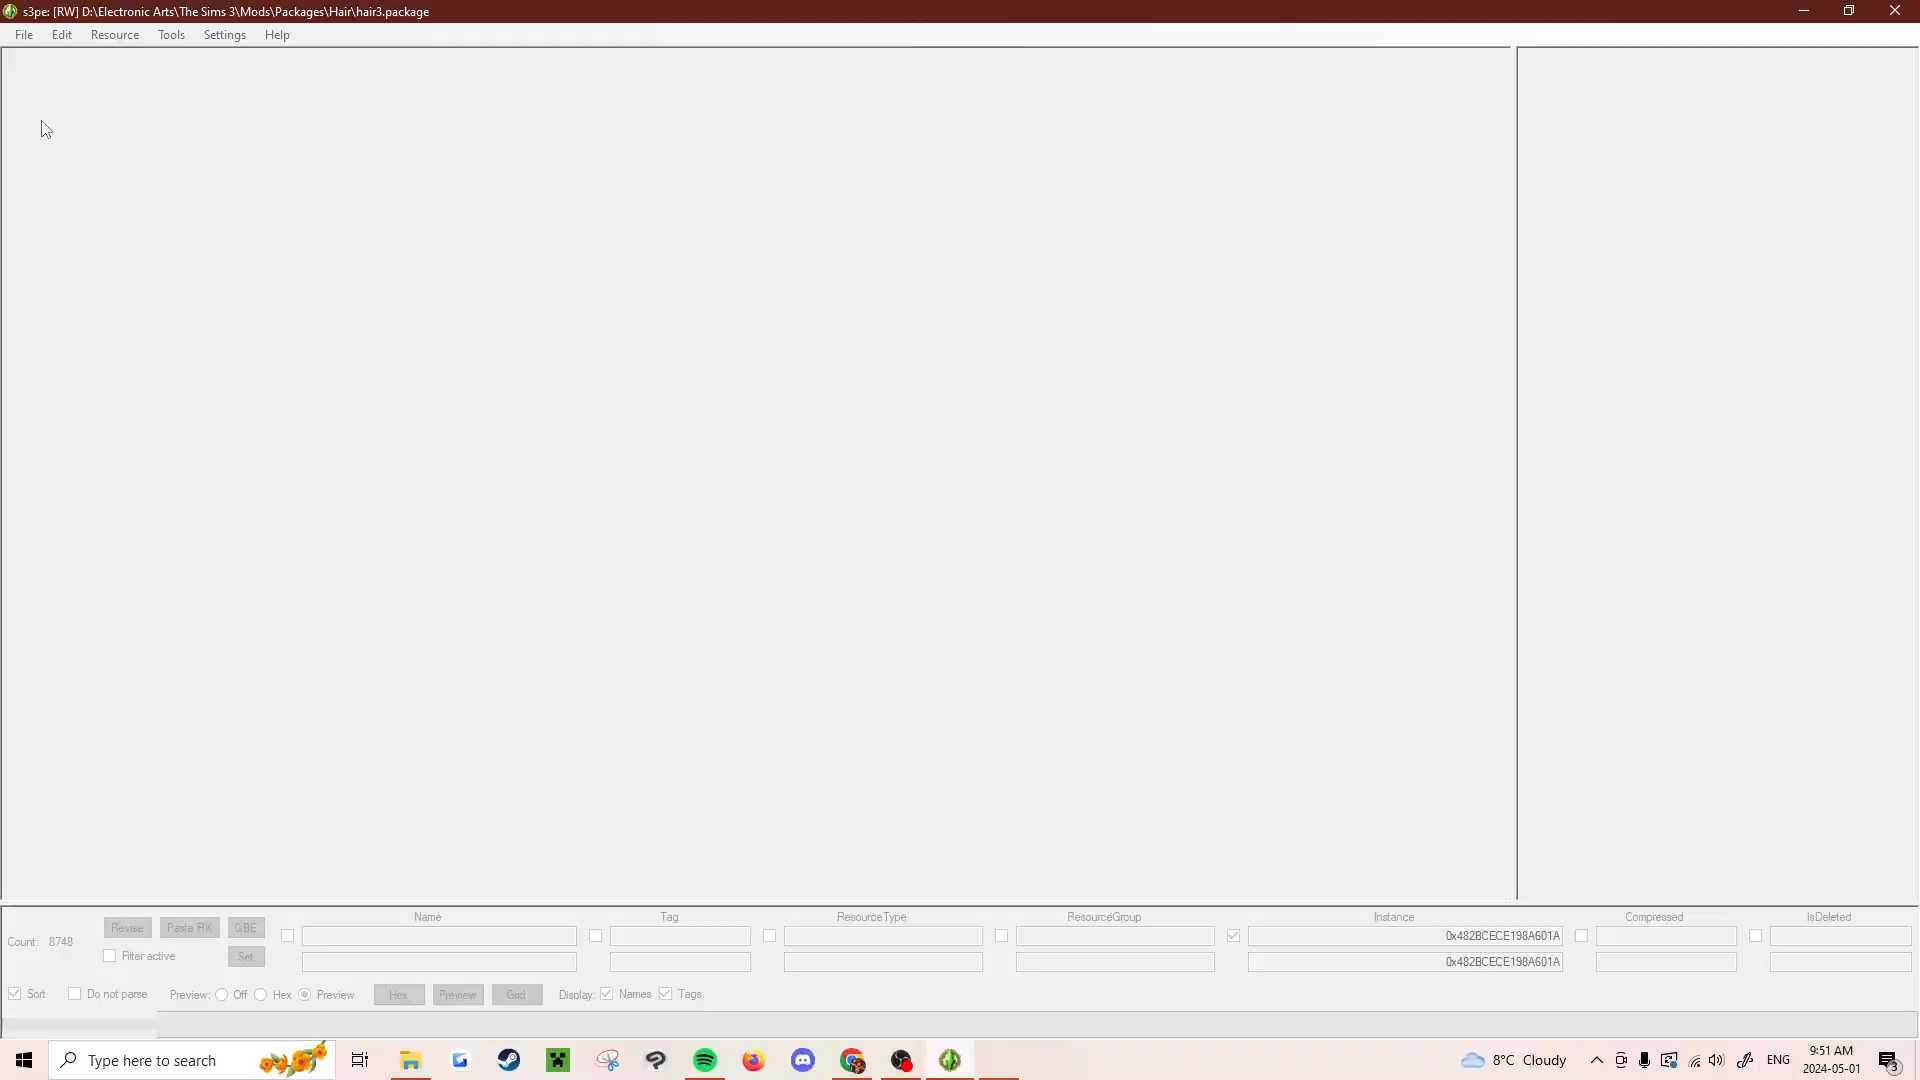 s3pe: [RW] D:\Electronic Arts\The Sims 3\Mods\Packages\Hair\hair3.package
File Edit Resource Tools Settings Help
Name Tag ResourceType ResourceGroup Instance Compressed IsDeleted
Revise Paste RK QBE
Count: 8748
0x482BCECE198A601A
Filter active Set
0x482BCECE198A601A
Sort Do not parse Preview: Off Hex Preview Hex Preview Grid Display: Names Tags
Type here to search
8°C Cloudy
ENG
9:51 AM
2024-05-01
3